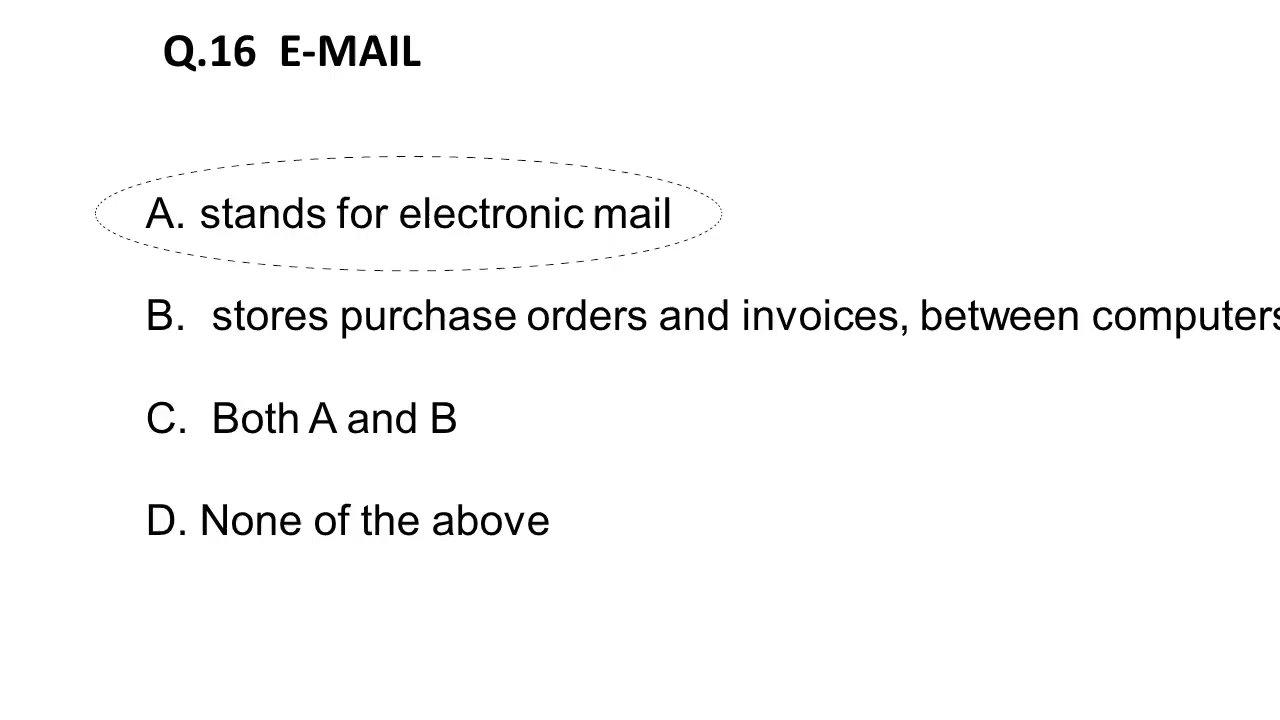 Q.16 E-MAIL
A. stands for electronic mail
B. stores purchase orders and invoices, between computers
C. Both A and B
D. None of the above